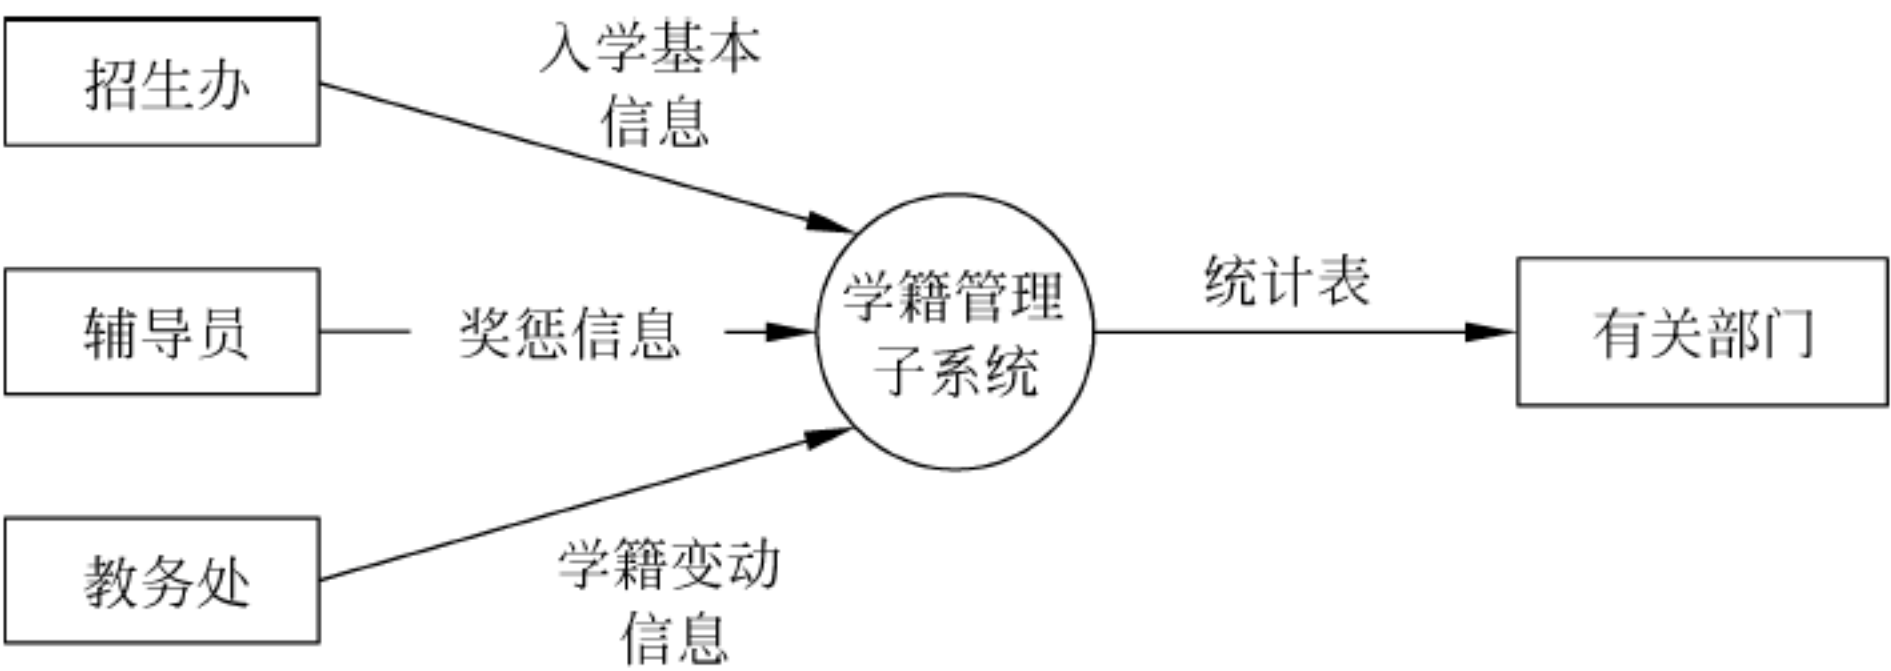 招生办
入学基本
信息
辅导员
奖惩信息
学籍管理
子系统
统计表
有关部门
教务处
学籍变动
信息